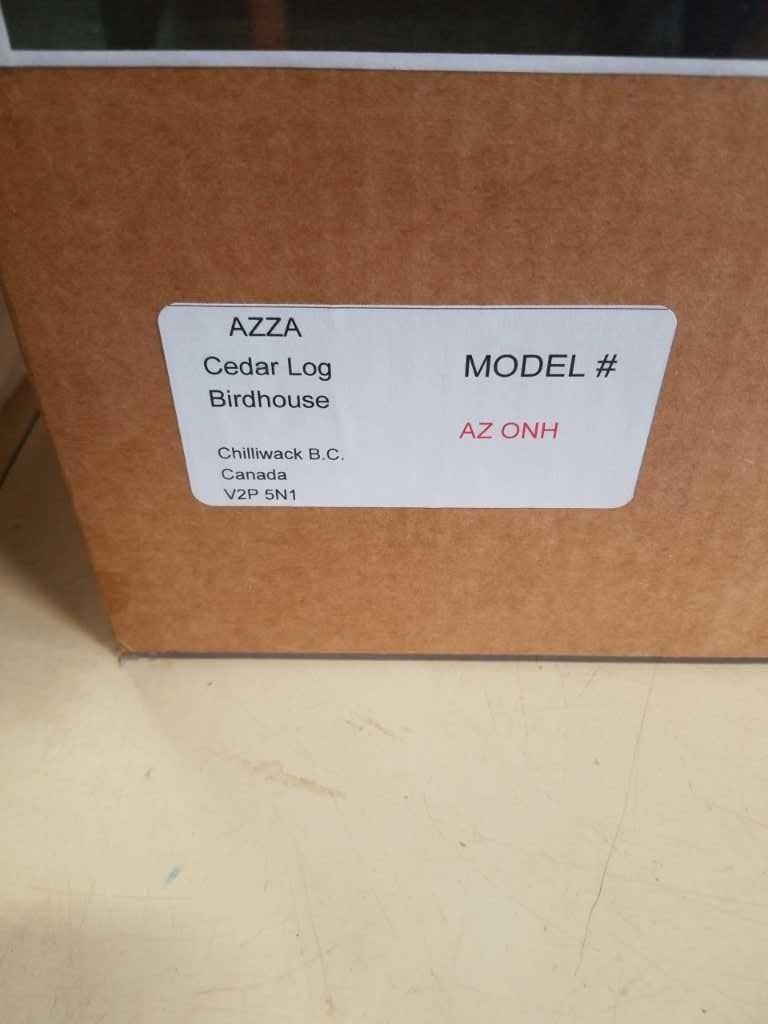 AZZA
Cedar Log
Birdhouse
Chilliwack B.C.
Canada
V2P 5N1
MODEL #
AZ ONH